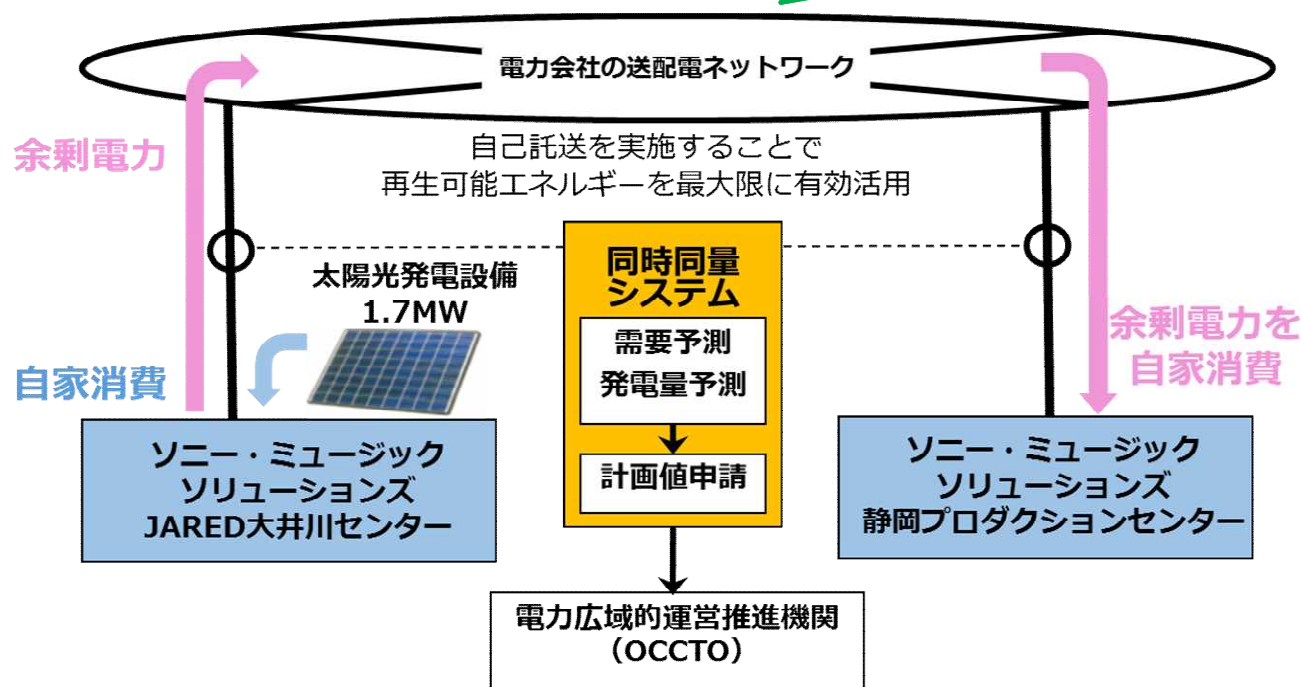 電力会社の送配電ネットワーク
余剰電力
自己託送を実施することで
再生可能エネルギーを最大限に有効活用
太陽光発電設備
1.7MW
自家消費
同時同量
システム
需要予測
発電量予測
計画値申請
余剰電力を
自家消費
ソニー・ミュージック
ソリューションズ
JARED大井川センター
ソニー・ミュージック
ソリューションズ
静岡プロダクションセンター
電力広域的運営推進機関
（OCCTO）